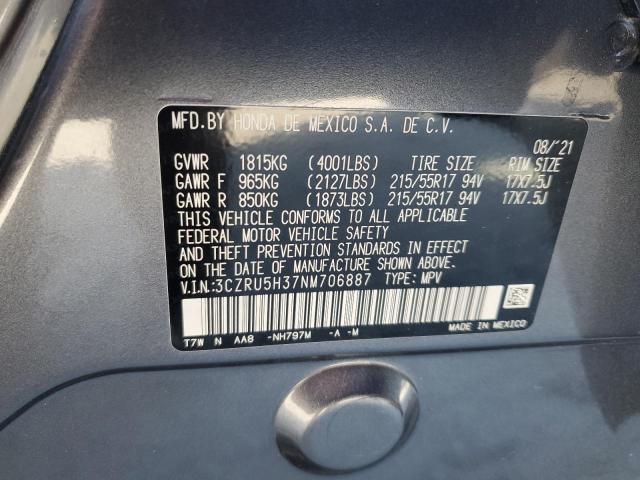 MFD.BY HONDA DE MEXICO S.A. DE C.V.
08/'21
GVWR 1815KG (4001LBS) TIRE SIZE RIM SIZE
GAWR F 965KG (2127LBS) 215/55R17 94V 17X7.5J
GAWR R 850KG (1873LBS) 215/55R17 94V 17X7.5J
THIS VEHICLE CONFORMS TO ALL APPLICABLE
FEDERAL MOTOR VEHICLE SAFETY
AND THEFT PREVENTION STANDARDS IN EFFECT
ON THE DATE OF MANUFACTURE SHOWN ABOVE.
V.I.N:3CZRU5H37NM706887 TYPE: MPV
T7W N AA8 -NH797M -A -M
MADE IN MEXICO